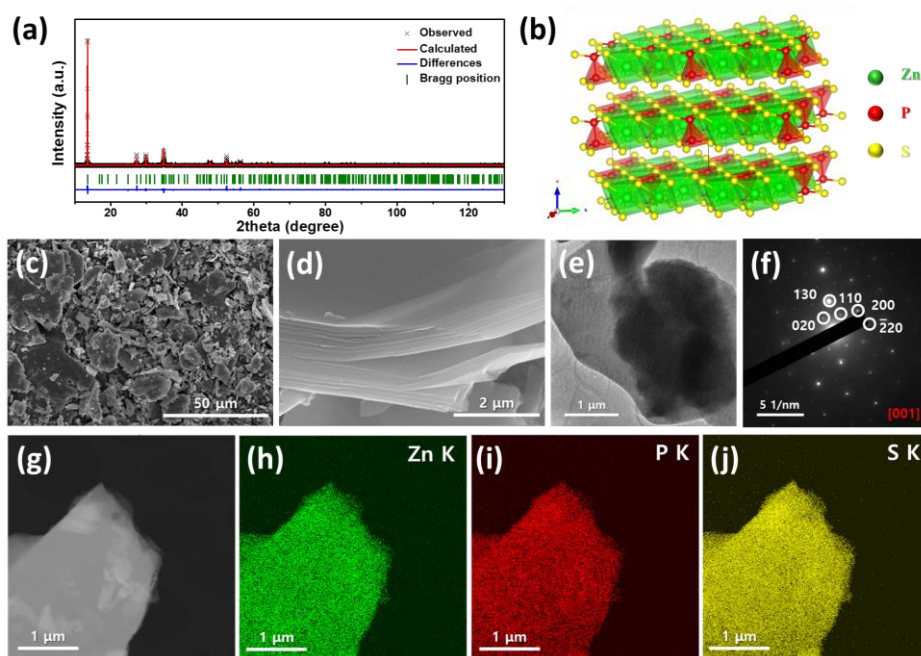 (a)
Observed
Calculated
Differences
Bragg position
Intensity (a.u.)
20 40 60 80 100 120
2theta (degree)
(b)
Zn
P
S
(c)
50 μm
(d)
2 μm
(e)
1 μm
(f)
130 110 200
020 2̅20
5 1/nm
[001]
(g)
1 μm
(h)
Zn K
1 μm
(i)
P K
1 μm
(j)
S K
1 μm